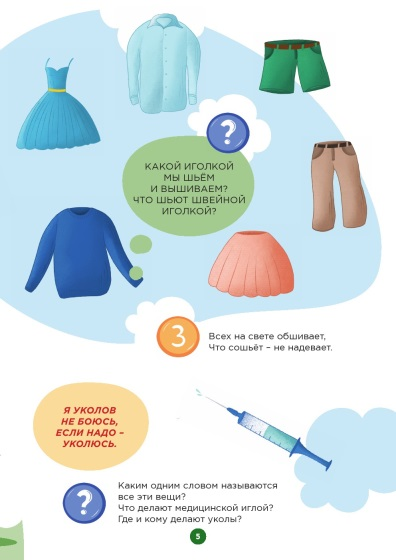 ?
КАКОЙ ИГОЛКОЙ
МЫ ШЬЁМ
И ВЫШИВАЕМ?
ЧТО ШЬЮТ ШВЕЙНОЙ
ИГОЛКОЙ?
3
Всех на свете обшивает,
Что сошьёт – не надевает.
Я УКОЛОВ
НЕ БОЮСЬ,
ЕСЛИ НАДО –
УКОЛЮСЬ.
?
Каким одним словом называются
все эти вещи?
Что делают медицинской иглой?
Где и кому делают уколы?
5